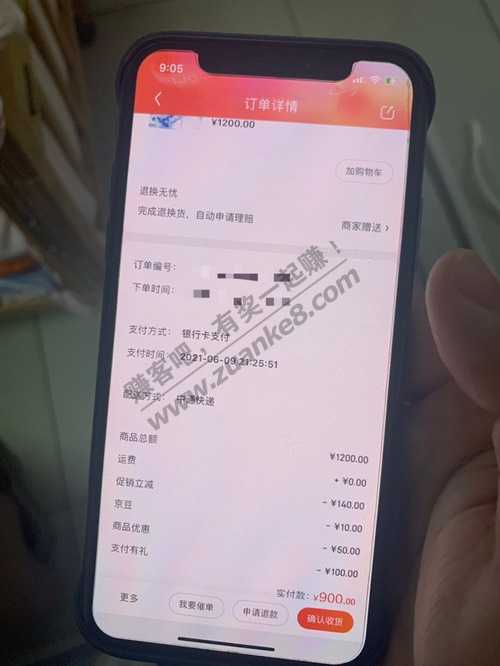 9:05
订单详情
¥1200.00
加购物车
退换无忧
完成退换货，自动申请理赔 商家赠送 >
订单编号：
下单时间：
支付方式： 银行卡支付
支付时间： 2021-06-09 21:25:51
配送方式： 中通快递
商品总额 ¥1200.00
运费 + ¥0.00
促销立减 - ¥140.00
京豆 - ¥10.00
商品优惠 - ¥50.00
支付有礼 - ¥100.00
实付款：¥900.00
更多 我要催单 申请退款 确认收货
赚客吧，有奖一起赚！
www.zuanke8.com